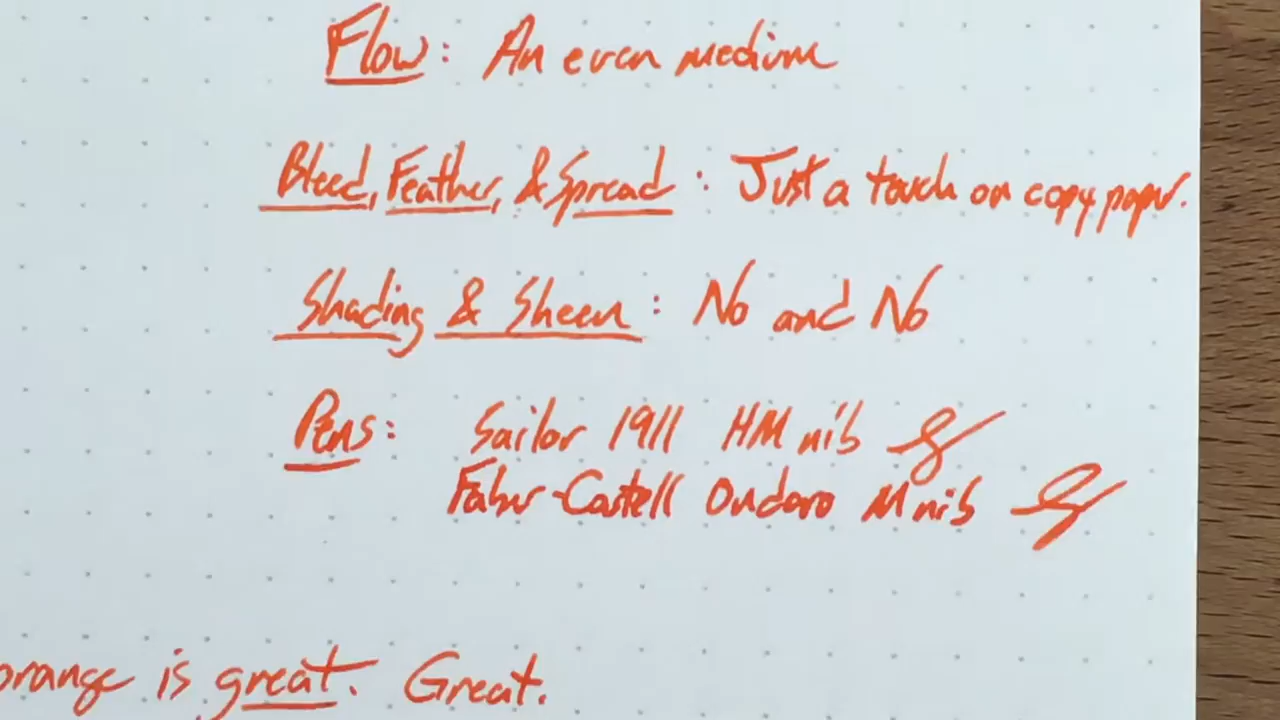 Flow: An even medium
Bleed, Feather, & Spread: Just a touch on copy paper.
Shading & Sheen: No and No
Pens: Sailor 1911 HM nib
Faber-Castell Ondoro M nib
orange is great. Great.